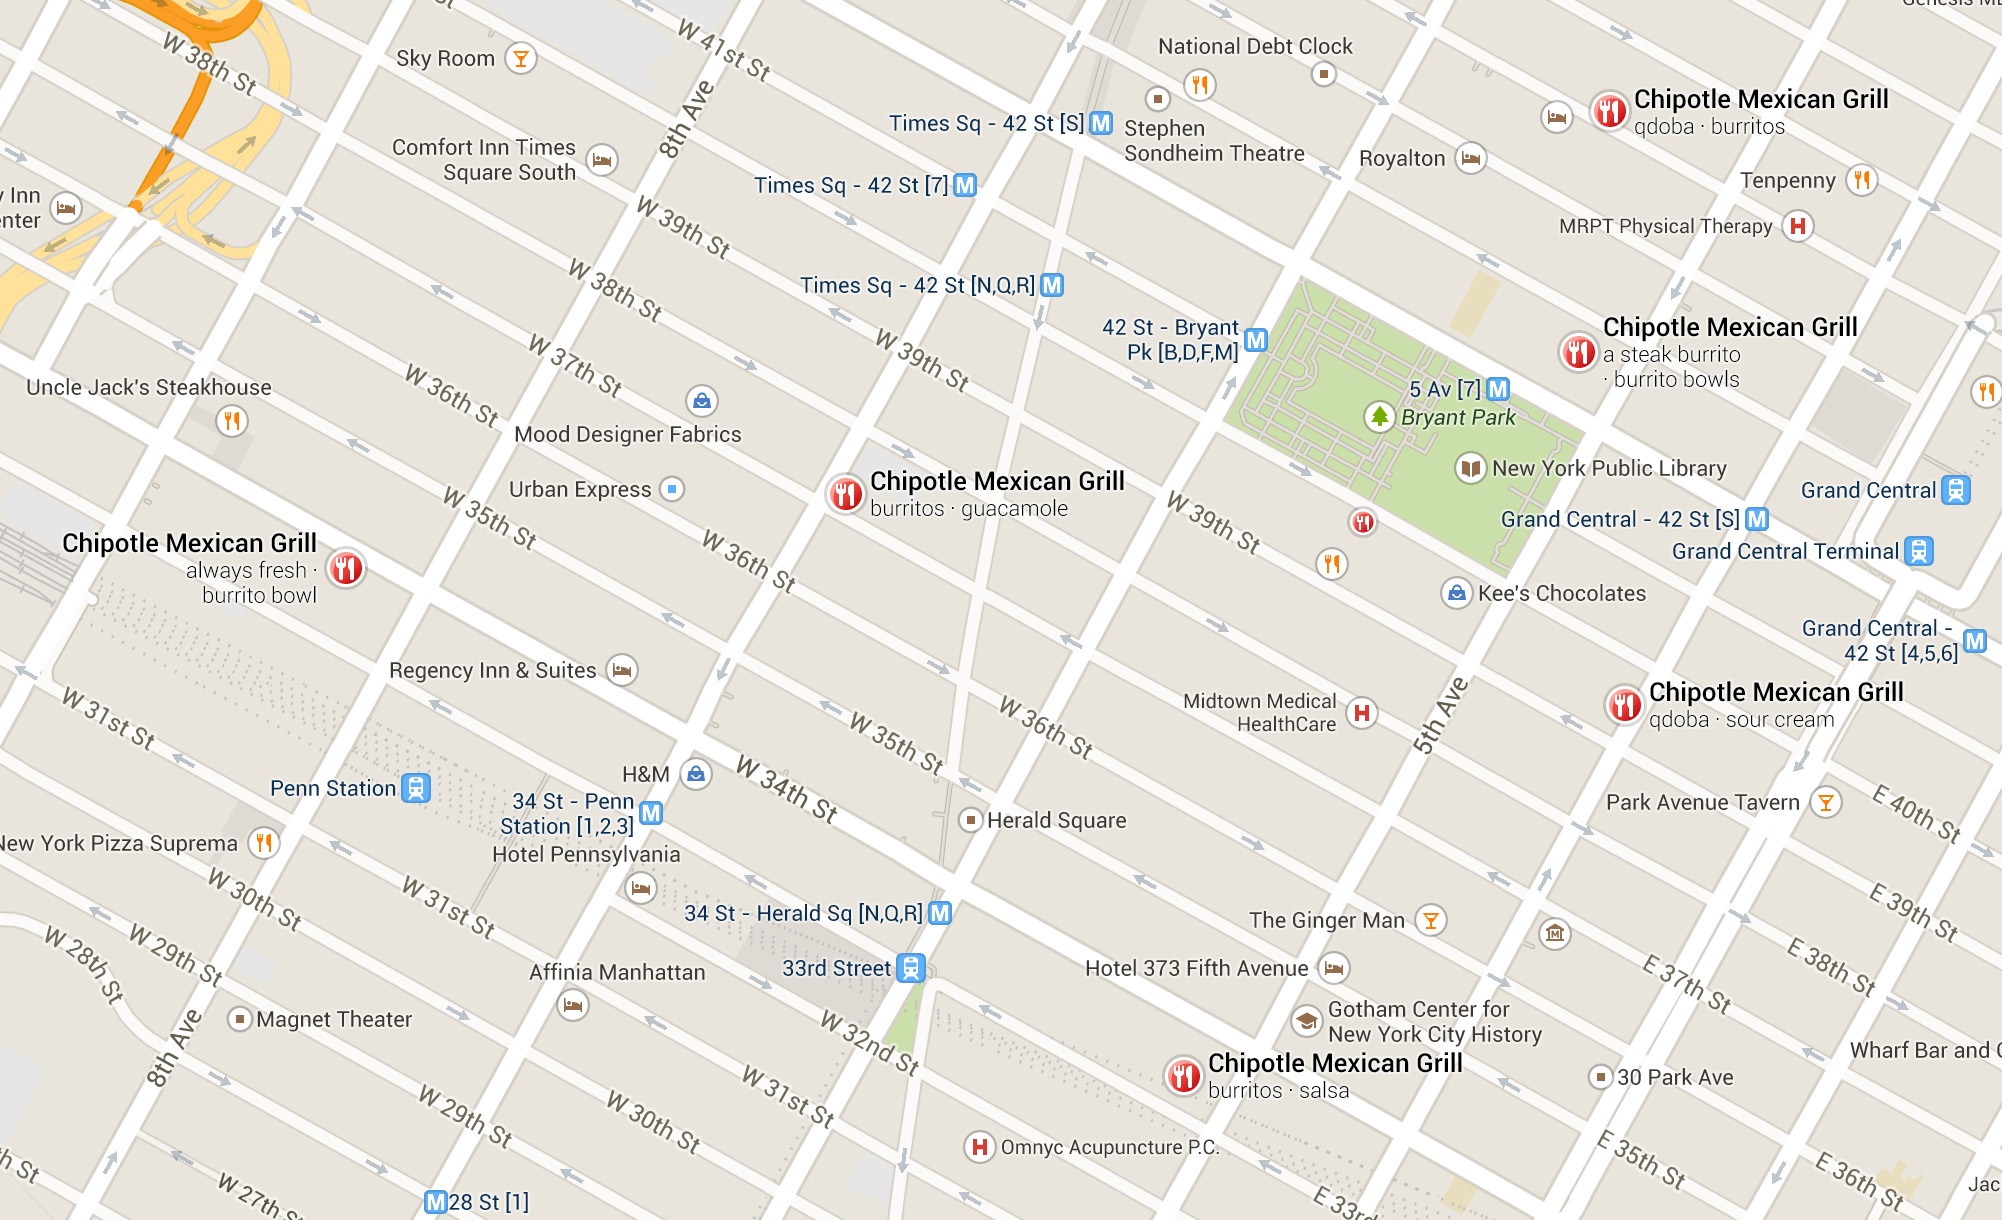 W 38th St
Sky Room
W 41st St
8th Ave
National Debt Clock
Chipotle Mexican Grill
qdoba · burritos
Times Sq - 42 St [S]
Stephen
Sondheim Theatre
Royalton
Comfort Inn Times
Square South
Times Sq - 42 St [7]
Tenpenny
y Inn
enter
W 39th St
MRPT Physical Therapy
W 38th St
Times Sq - 42 St [N,Q,R]
42 St - Bryant
Pk [B,D,F,M]
Chipotle Mexican Grill
a steak burrito
· burrito bowls
W 37th St
W 39th St
Uncle Jack's Steakhouse
W 36th St
5 Av [7]
Bryant Park
Mood Designer Fabrics
New York Public Library
Urban Express
Chipotle Mexican Grill
burritos · guacamole
Grand Central
W 35th St
W 39th St
Grand Central - 42 St [S]
Grand Central Terminal
Chipotle Mexican Grill
always fresh ·
burrito bowl
W 36th St
Kee's Chocolates
Grand Central -
42 St [4,5,6]
Regency Inn & Suites
W 31st St
Midtown Medical
HealthCare
5th Ave
Chipotle Mexican Grill
qdoba · sour cream
W 36th St
W 35th St
H&M
W 34th St
Penn Station
34 St - Penn
Station [1,2,3]
Park Avenue Tavern
E 40th St
Herald Square
New York Pizza Suprema
Hotel Pennsylvania
W 30th St
W 31st St
34 St - Herald Sq [N,Q,R]
The Ginger Man
E 39th St
W 28th St
W 29th St
Affinia Manhattan
33rd Street
Hotel 373 Fifth Avenue
E 37th St
E 38th St
Magnet Theater
8th Ave
W 32nd St
Gotham Center for
New York City History
Wharf Bar and
Chipotle Mexican Grill
burritos · salsa
30 Park Ave
W 29th St
W 30th St
W 31st St
Omnyc Acupuncture P.C.
E 35th St
E 36th St
th St
W 27th St
28 St [1]
E 33rd
Jac